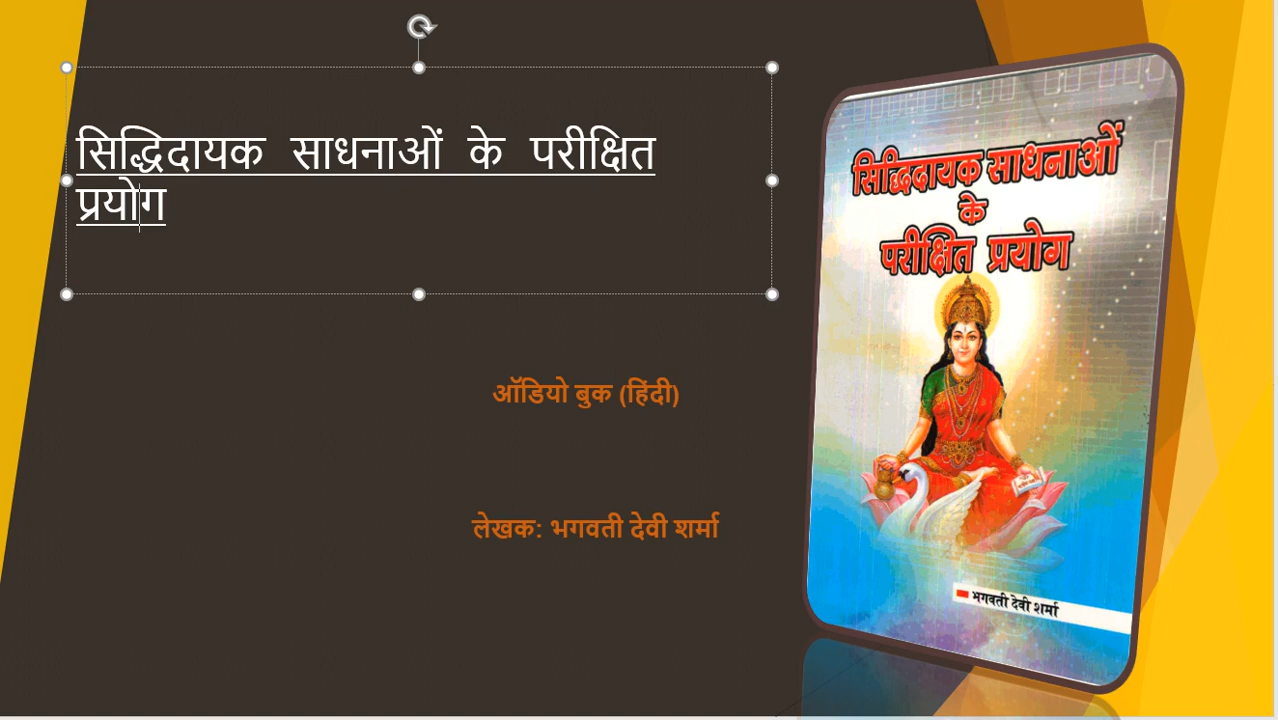 सिद्धिदायक साधनाओं के परीक्षित
प्रयोग
ऑडियो बुक (हिंदी)
लेखक: भगवती देवी शर्मा
सिद्धिदायक साधनाओं
के
परीक्षित प्रयोग
भगवती देवी शर्मा